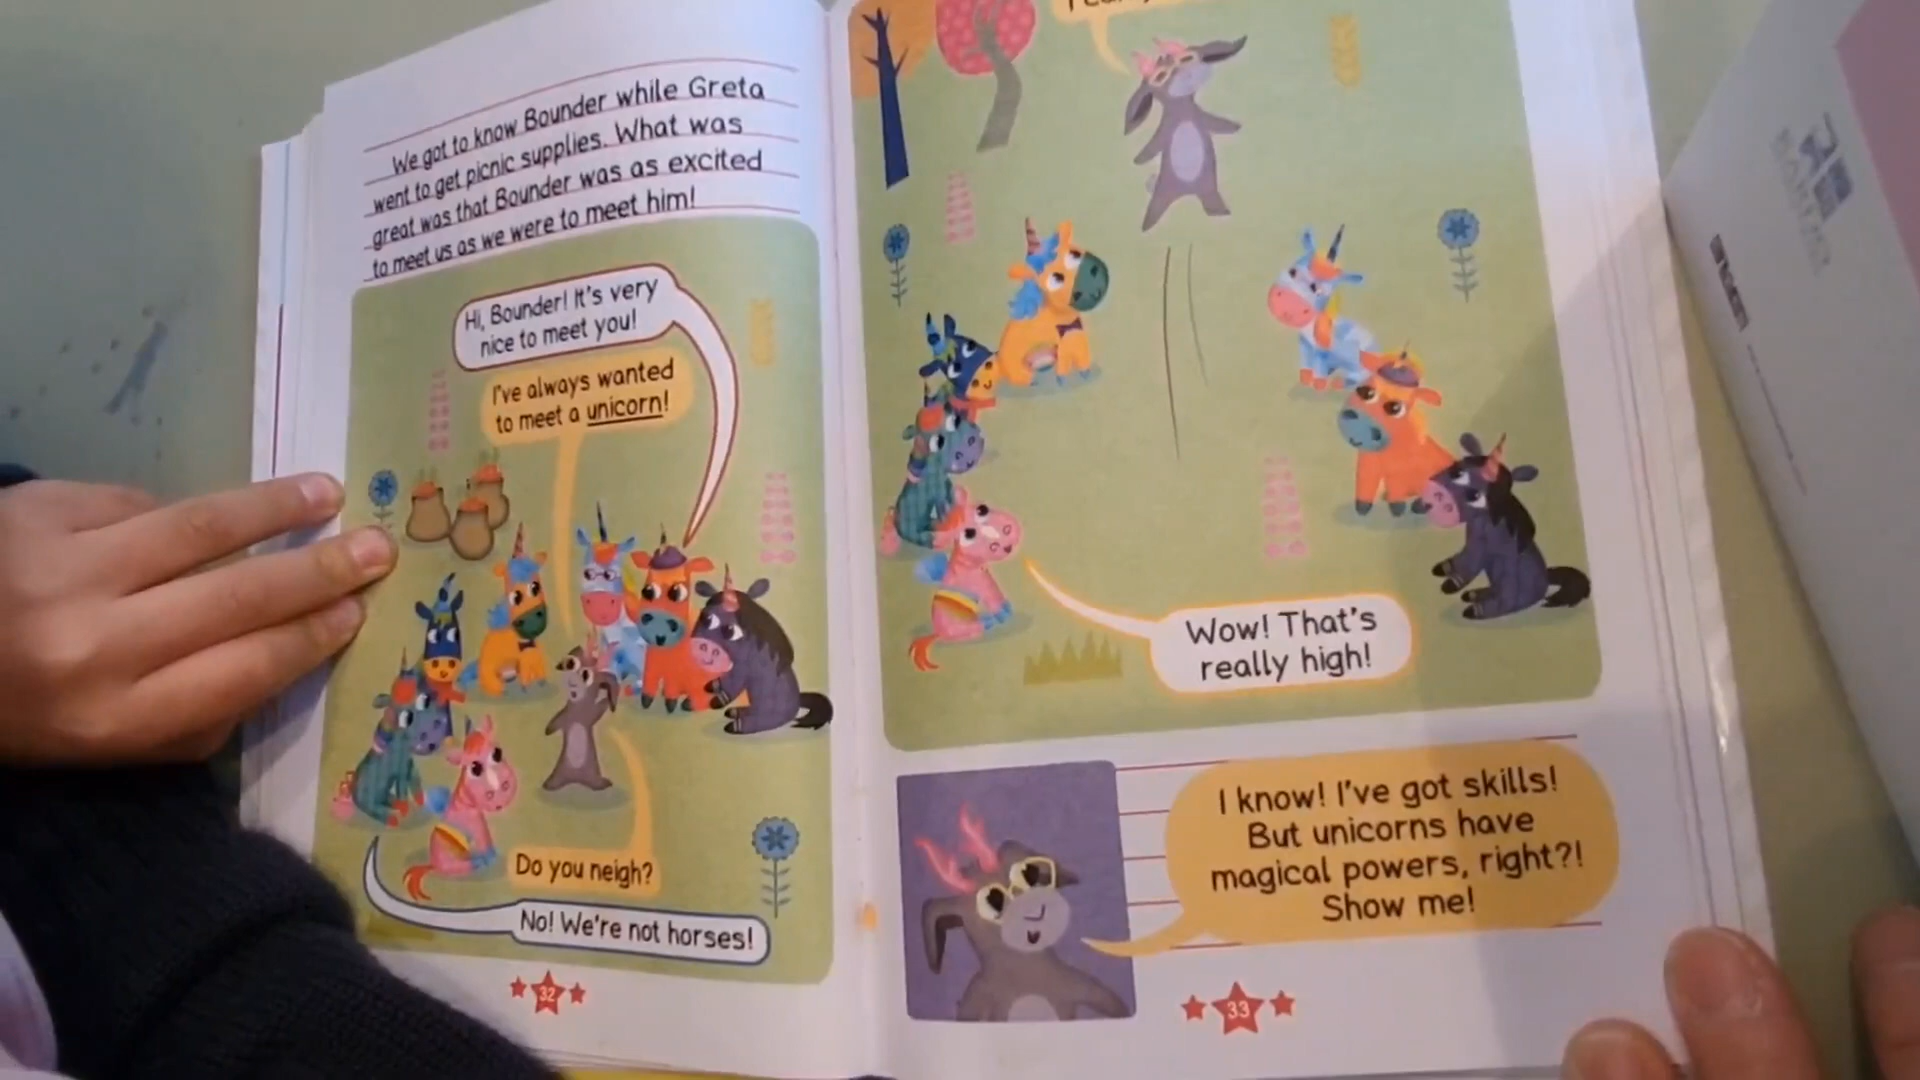 We got to know Bounder while Greta
went to get picnic supplies. What was
great was that Bounder was as excited
to meet us as we were to meet him!
Hi, Bounder! It's very
nice to meet you!
I've always wanted
to meet a unicorn!
Do you neigh?
No! We're not horses!
32
Wow! That's
really high!
I know! I've got skills!
But unicorns have
magical powers, right?!
Show me!
33